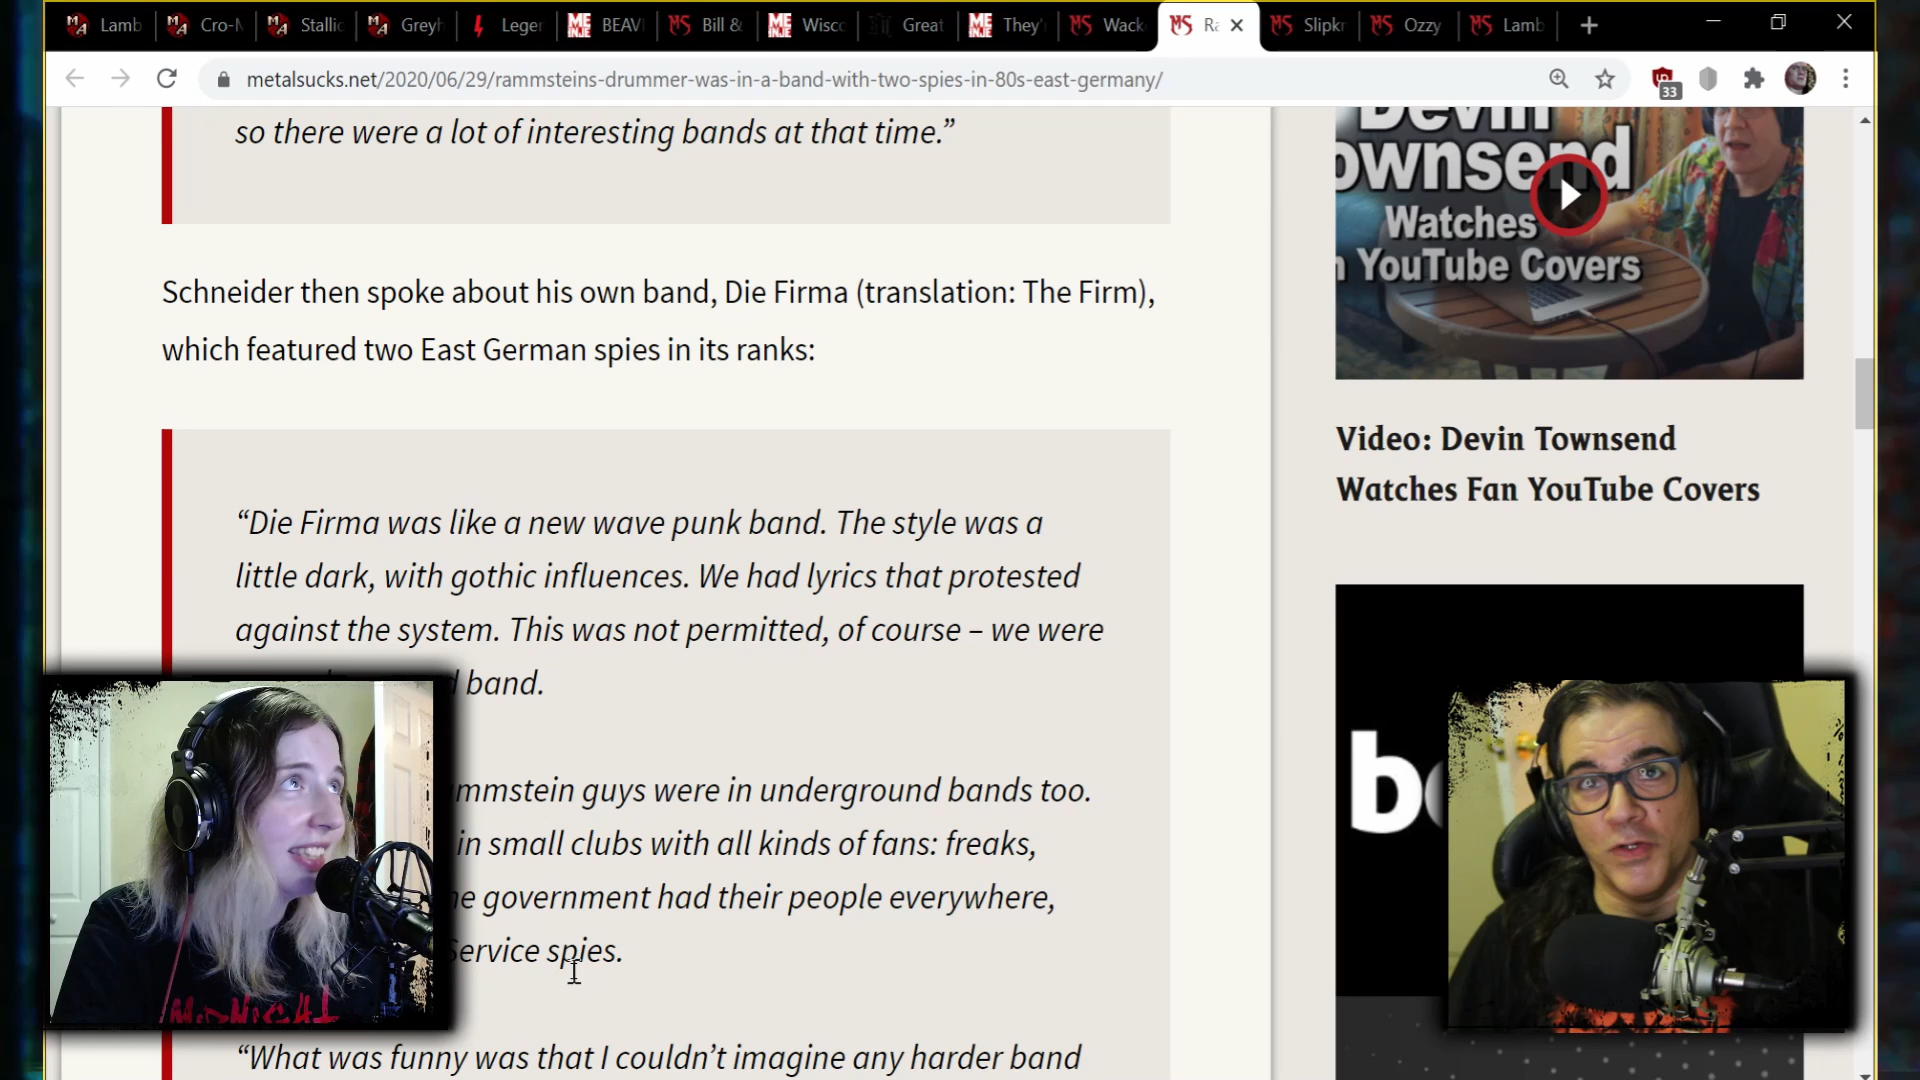 Lamb
Cro-M
Stallic
Greyh
Leger
BEAVI
Bill &
Wisco
Great
They'
Wack
Ra
Slipkn
Ozzy
Lamb
metalsucks.net/2020/06/29/rammsteins-drummer-was-in-a-band-with-two-spies-in-80s-east-germany/
33
so there were a lot of interesting bands at that time.”
Schneider then spoke about his own band, Die Firma (translation: The Firm),
which featured two East German spies in its ranks:
“Die Firma was like a new wave punk band. The style was a
little dark, with gothic influences. We had lyrics that protested
against the system. This was not permitted, of course – we were
band.
mmstein guys were in underground bands too.
in small clubs with all kinds of fans: freaks,
government had their people everywhere,
Service spies.
“What was funny was that I couldn’t imagine any harder band
Devin
ownsend
Watches
YouTube Covers
Video: Devin Townsend
Watches Fan YouTube Covers
be
MIDNIGHT